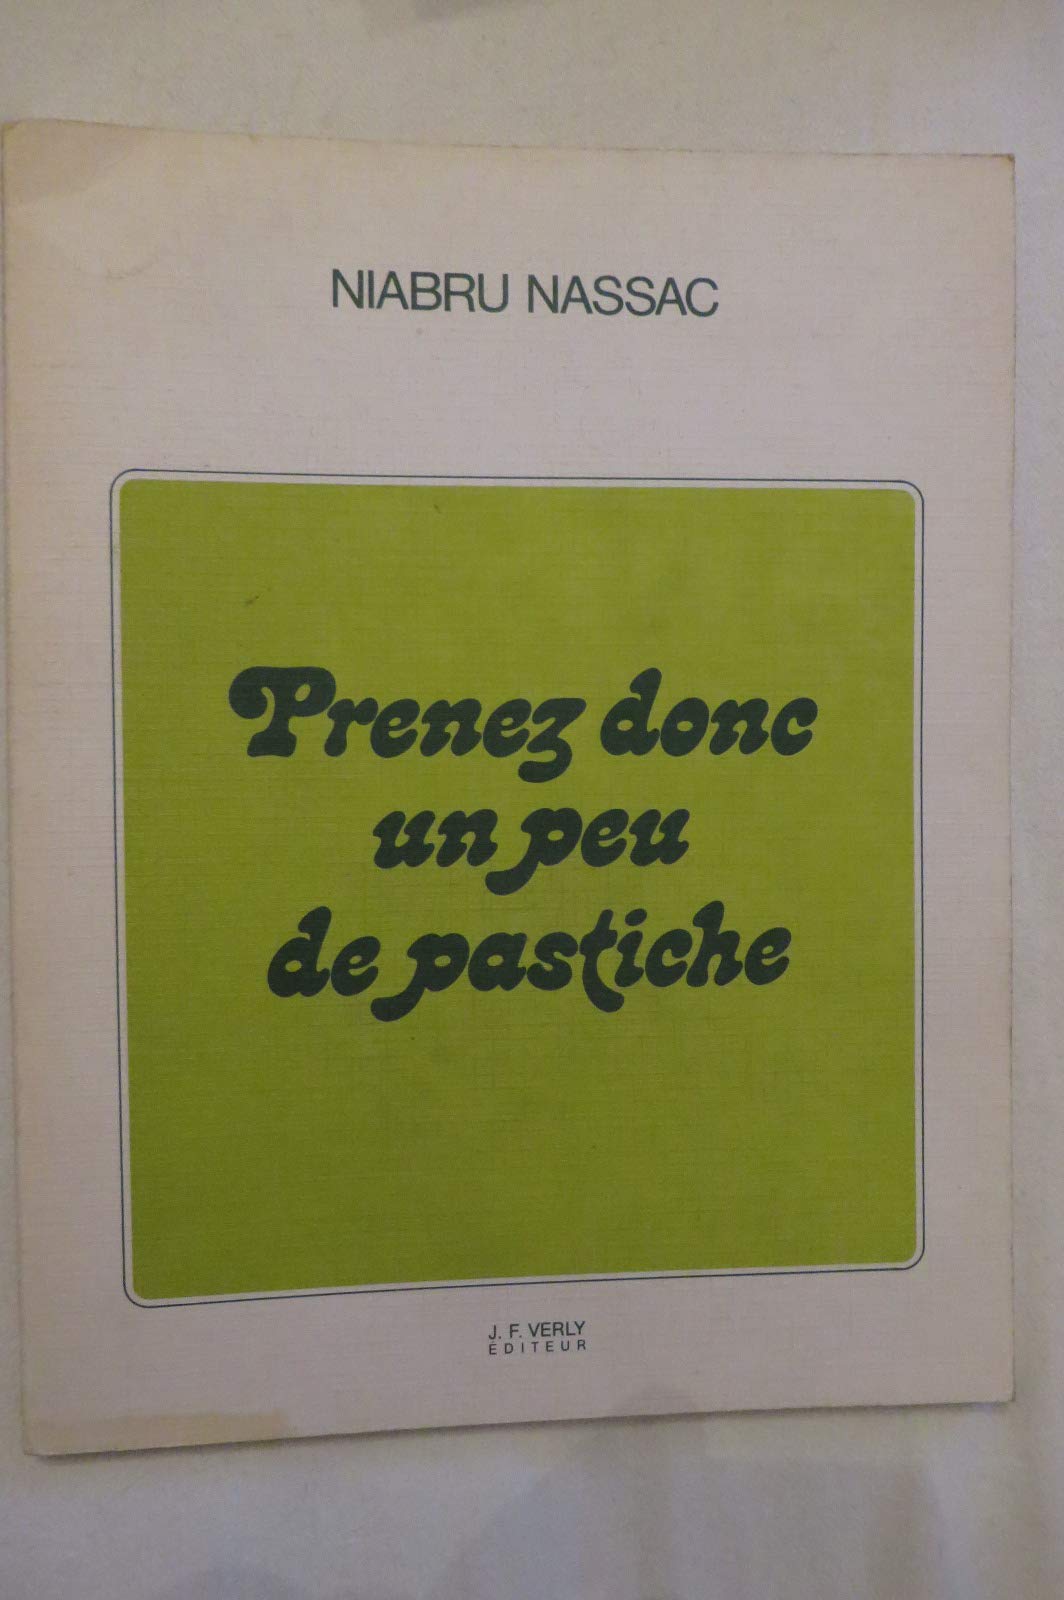 NIABRU NASSAC
Prenez donc
un peu
de pastiche
J. F. VERLY
ÉDITEUR